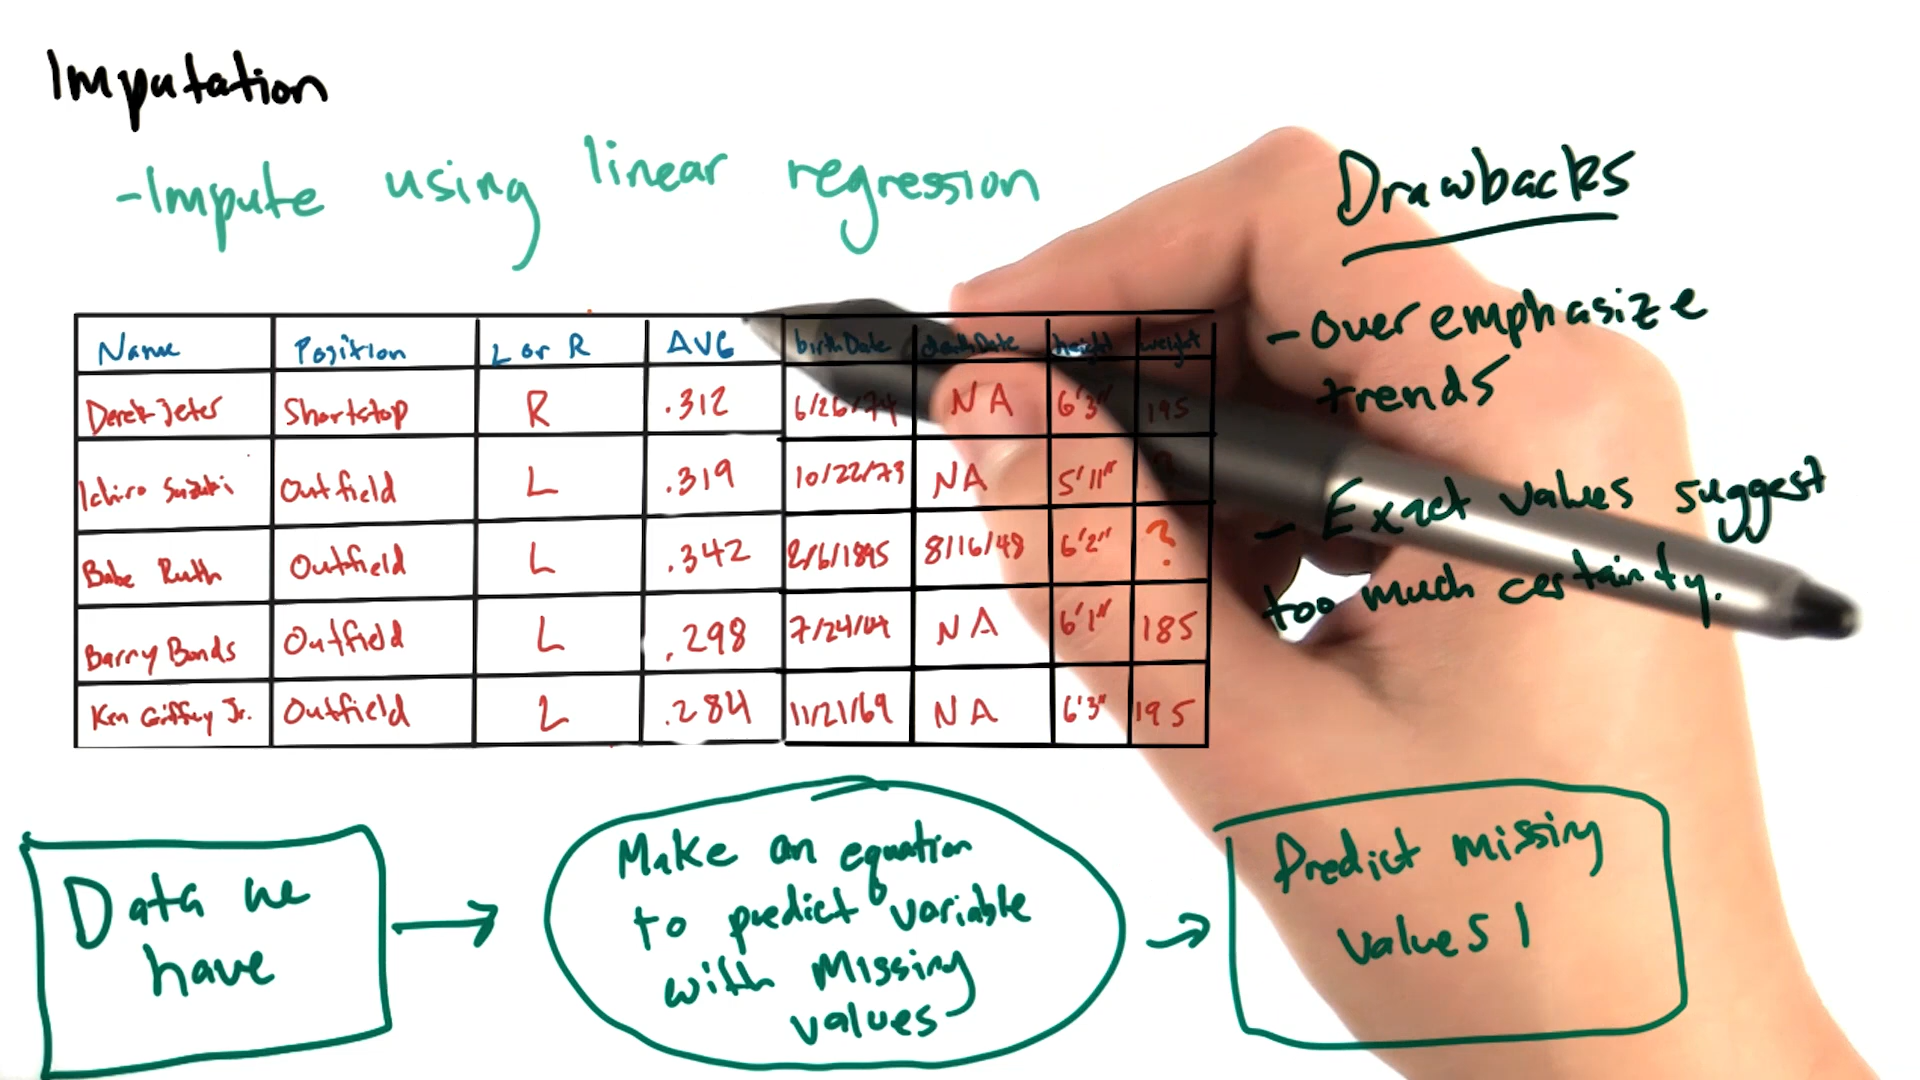 Imputation
-Impute using linear regression
Drawbacks
- over emphasize
trends
- Exact values suggest
too much certainty.
Name Position L or R AVG birthDate deathDate height weight
Derek Jeter Shortstop R .312 6/26/74 NA 6'3" 195
Ichiro Suzuki Outfield L .319 10/22/73 NA 5'11" ?
Babe Ruth Outfield L .342 2/6/1895 8/16/48 6'2" ?
Barry Bonds Outfield L .298 7/24/64 NA 6'1" 185
Ken Griffey Jr. Outfield L .284 11/21/69 NA 6'3" 195
Data we
have
Make an equation
to predict variable
with missing
values
Predict missing
values!